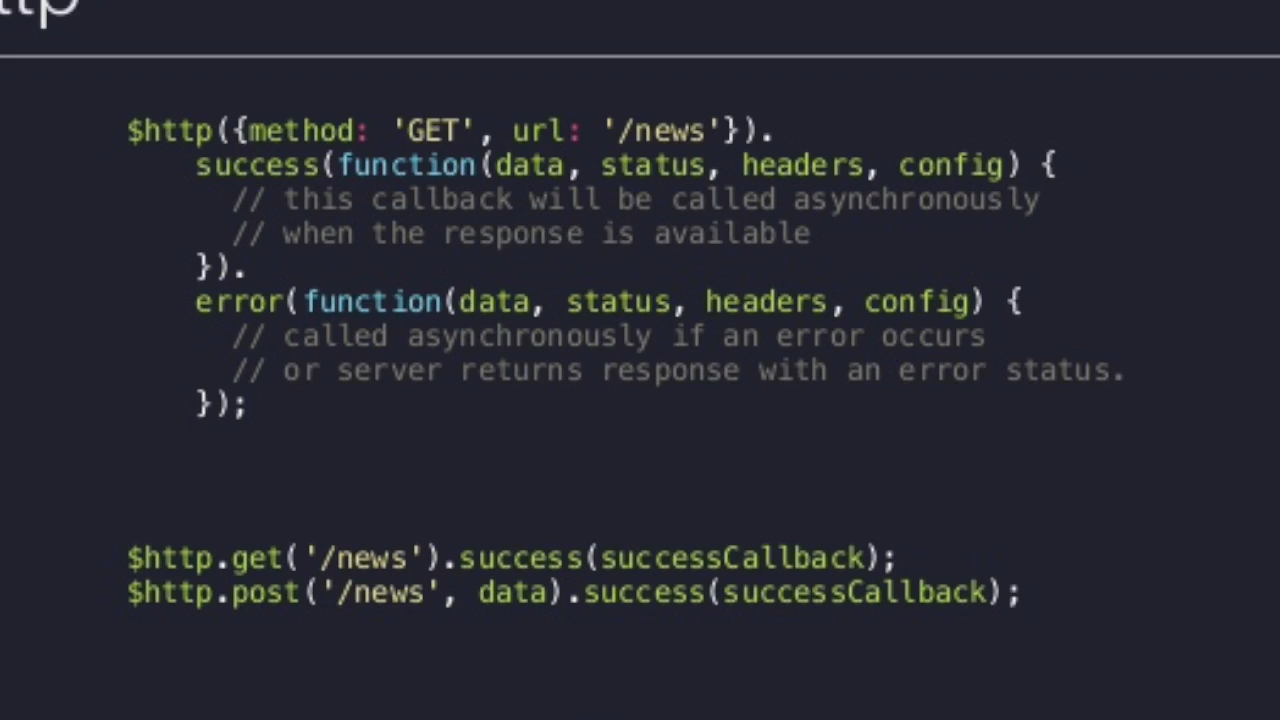 $http({method: 'GET', url: '/news'}).
    success(function(data, status, headers, config) {
      // this callback will be called asynchronously
      // when the response is available
    }).
    error(function(data, status, headers, config) {
      // called asynchronously if an error occurs
      // or server returns response with an error status.
    });
$http.get('/news').success(successCallback);
$http.post('/news', data).success(successCallback);